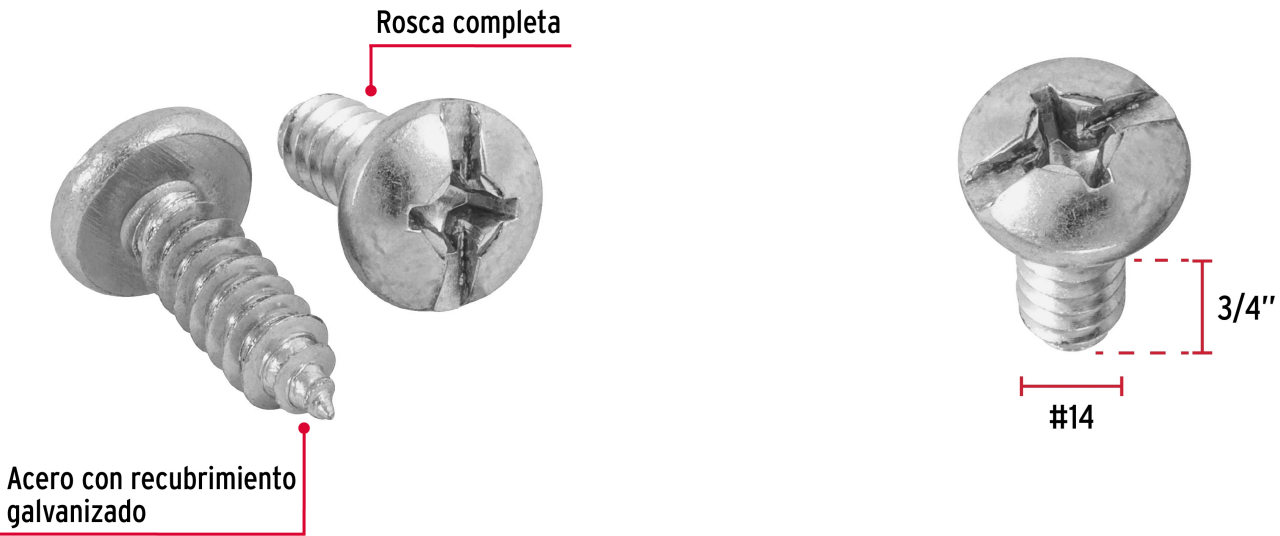 Rosca completa
3/4"
#14
Acero con recubrimiento
galvanizado